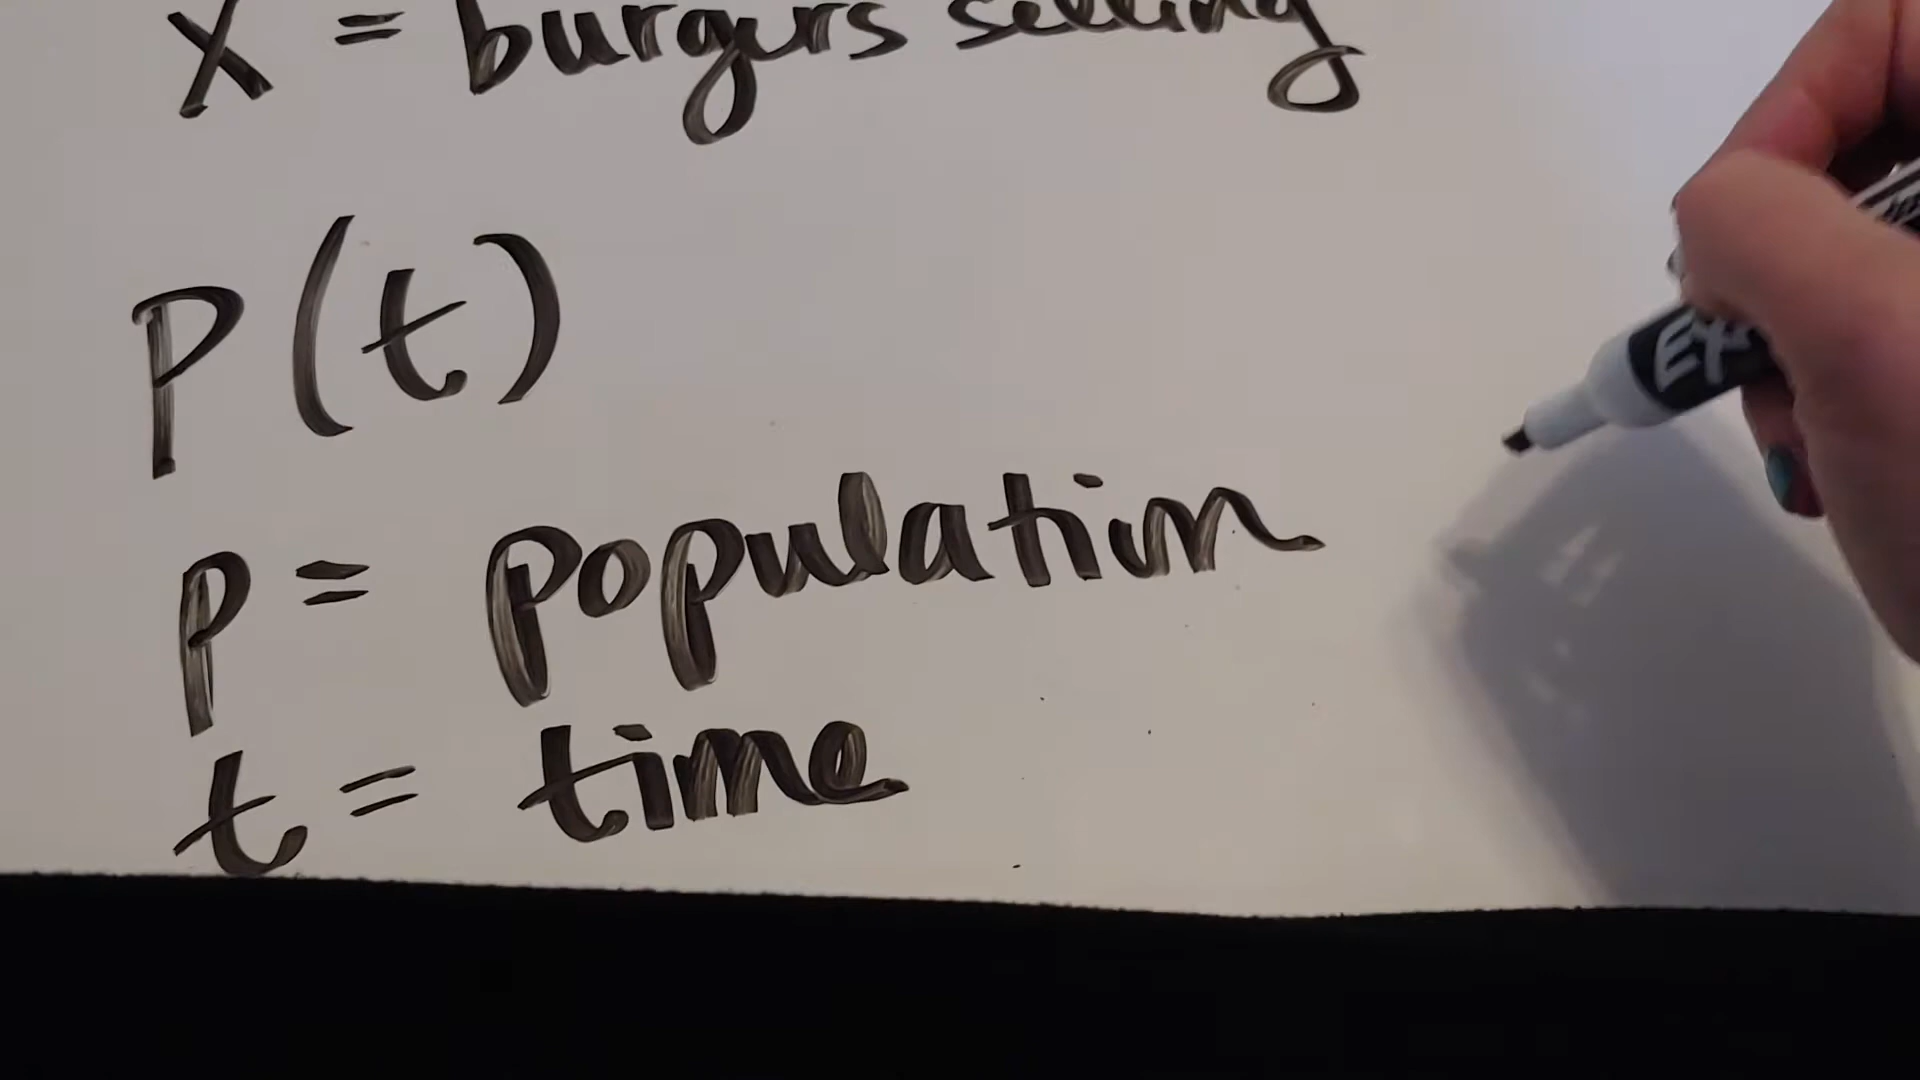 X = burgers selling
P(t)
P = population
t = time